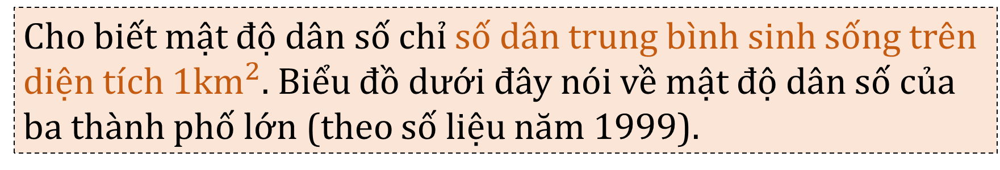 Cho biết mật độ dân số chỉ số dân trung bình sinh sống trên
diện tích 1km². Biểu đồ dưới đây nói về mật độ dân số của
ba thành phố lớn (theo số liệu năm 1999).